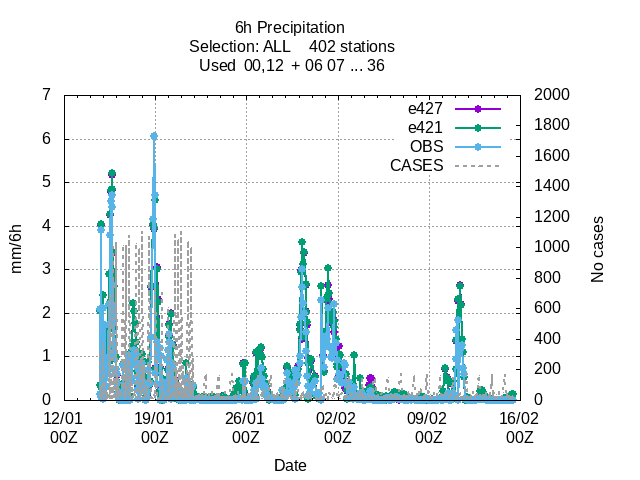 6h Precipitation
Selection: ALL 402 stations
Used 00,12 + 06 07 ... 36
7 2000
6 1800
1600
5 1400
4 1200
1000
3 800
2 600
400
1 200
0 0
e427
e421
OBS
CASES
mm/6h
No cases
12/01 19/01 26/01 02/02 09/02 16/02
00Z 00Z 00Z 00Z 00Z 00Z
Date